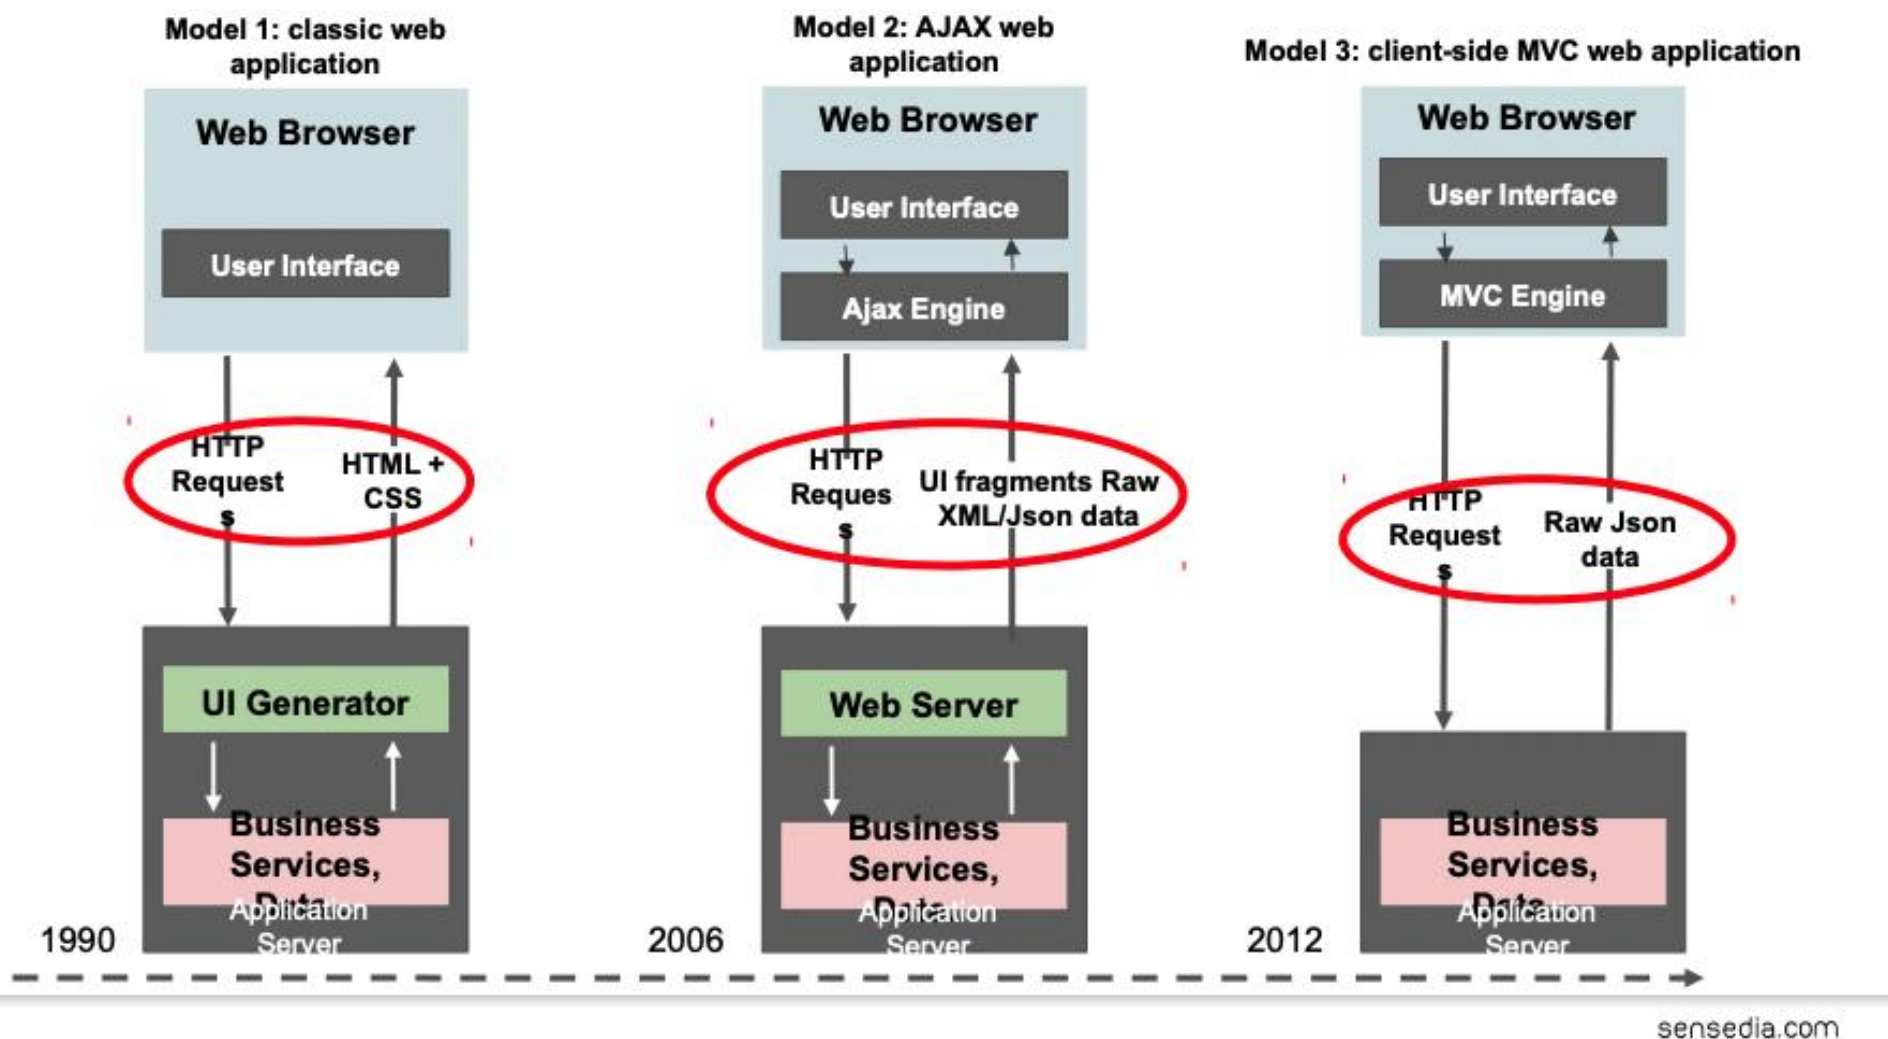 Model 1: classic web
application
Web Browser
User Interface
HTTP
Request
s
HTML +
CSS
UI Generator
Business
Services,
Data
Application
Server
1990
Model 2: AJAX web
application
Web Browser
User Interface
Ajax Engine
HTTP
Reques
s
UI fragments Raw
XML/Json data
Web Server
Business
Services,
Data
Application
Server
2006
Model 3: client-side MVC web application
Web Browser
User Interface
MVC Engine
HTTP
Request
s
Raw Json
data
Business
Services,
Data
Application
Server
2012
sensedia.com